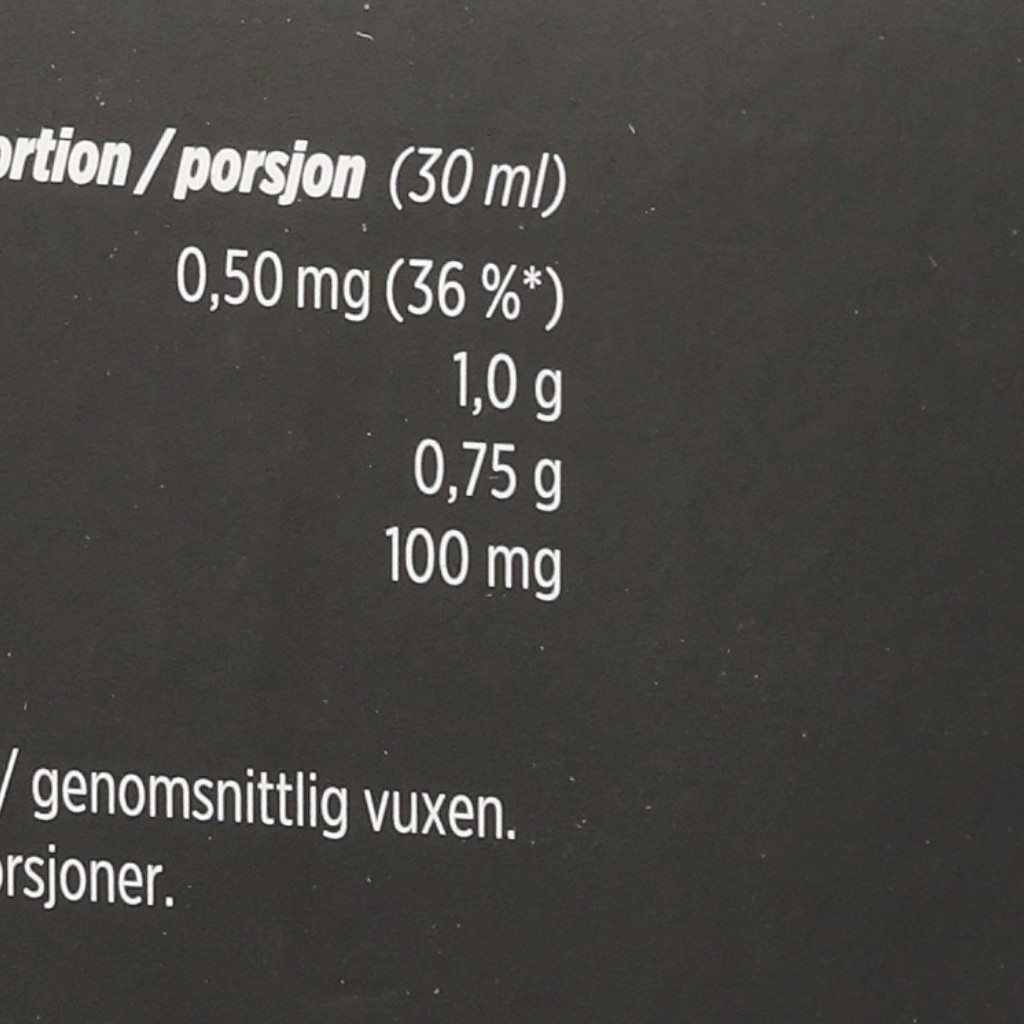 ortion / porsjon (30 ml)
0,50 mg (36 %*)
1,0 g
0,75 g
100 mg
/ genomsnittlig vuxen.
orsjoner.